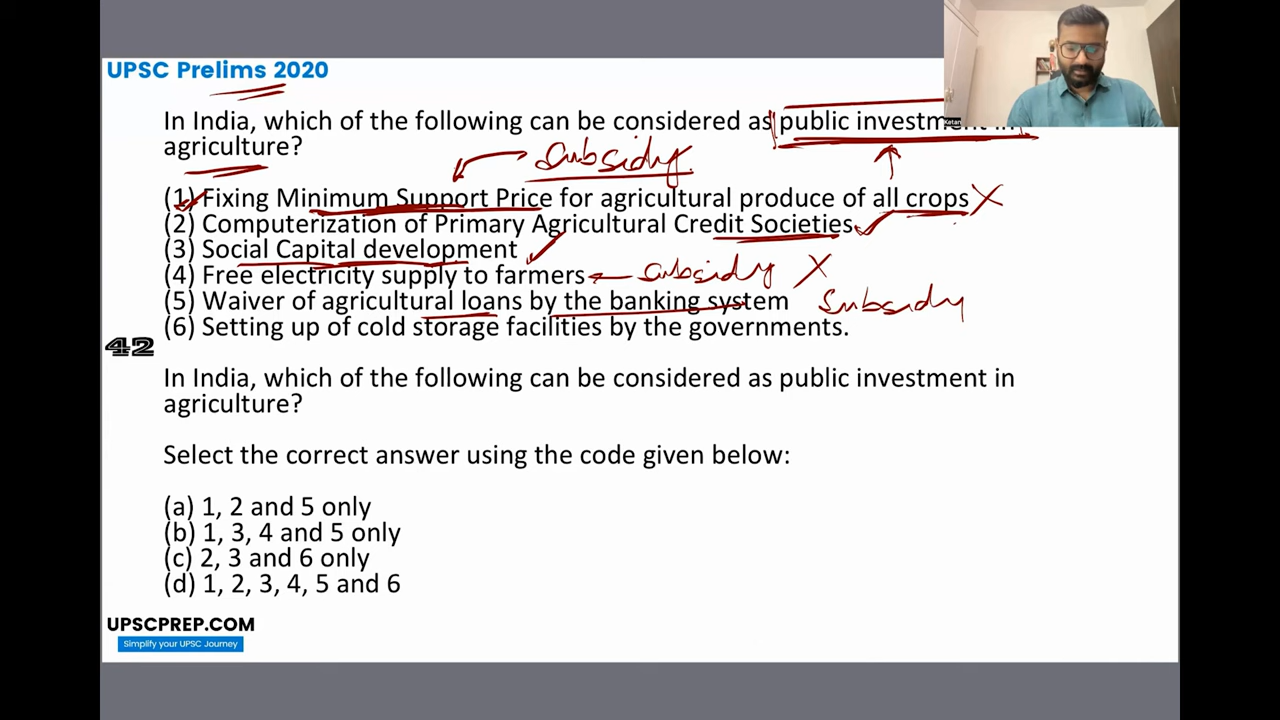 UPSC Prelims 2020
In India, which of the following can be considered as public investment in
agriculture?
subsidy
(1) Fixing Minimum Support Price for agricultural produce of all crops X
(2) Computerization of Primary Agricultural Credit Societies
(3) Social Capital development
(4) Free electricity supply to farmers subsidy X
(5) Waiver of agricultural loans by the banking system subsidy
(6) Setting up of cold storage facilities by the governments.
42
In India, which of the following can be considered as public investment in
agriculture?
Select the correct answer using the code given below:
(a) 1, 2 and 5 only
(b) 1, 3, 4 and 5 only
(c) 2, 3 and 6 only
(d) 1, 2, 3, 4, 5 and 6
UPSCPREP.COM
Simplify your UPSC Journey
Ketan